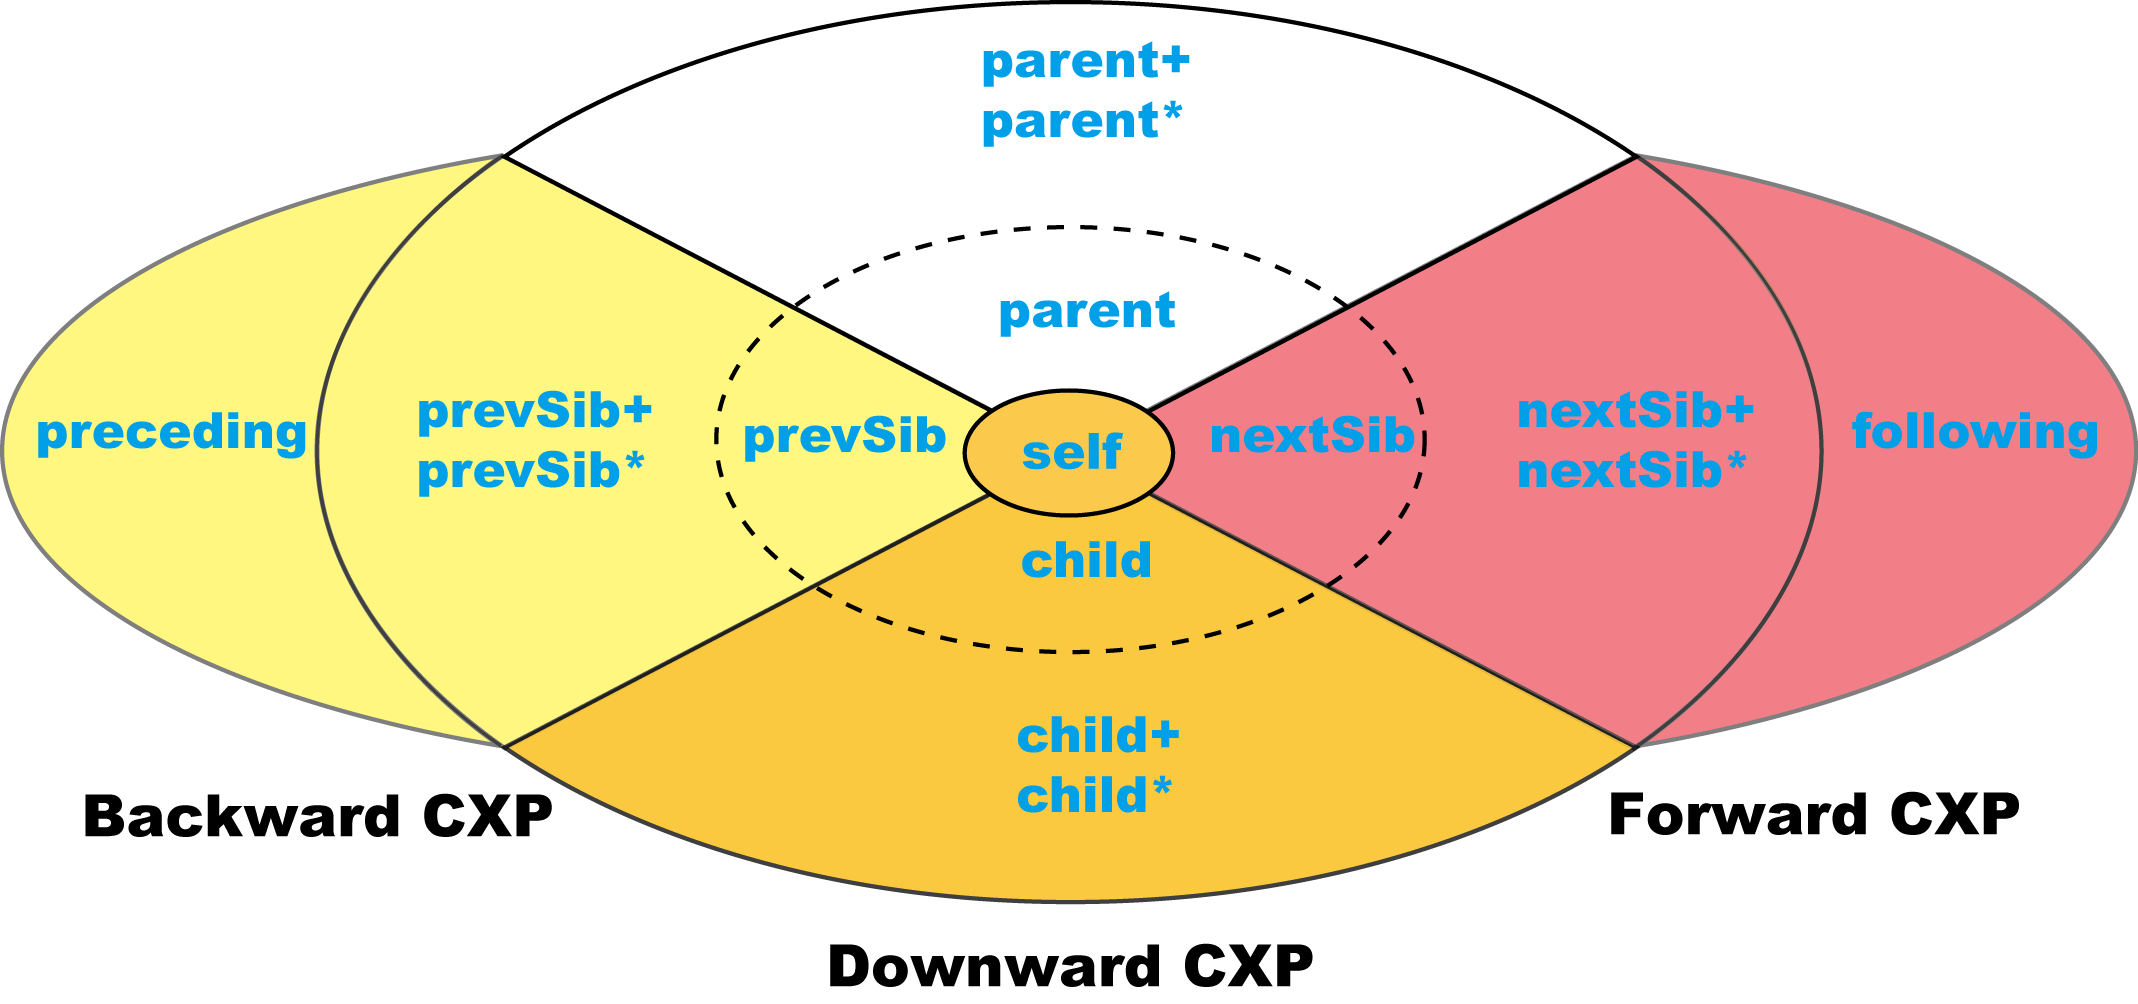 parent+
parent*
parent
preceding
prevSib+
prevSib*
prevSib
self
nextSib
nextSib+
nextSib*
following
child
child+
child*
Backward CXP
Forward CXP
Downward CXP